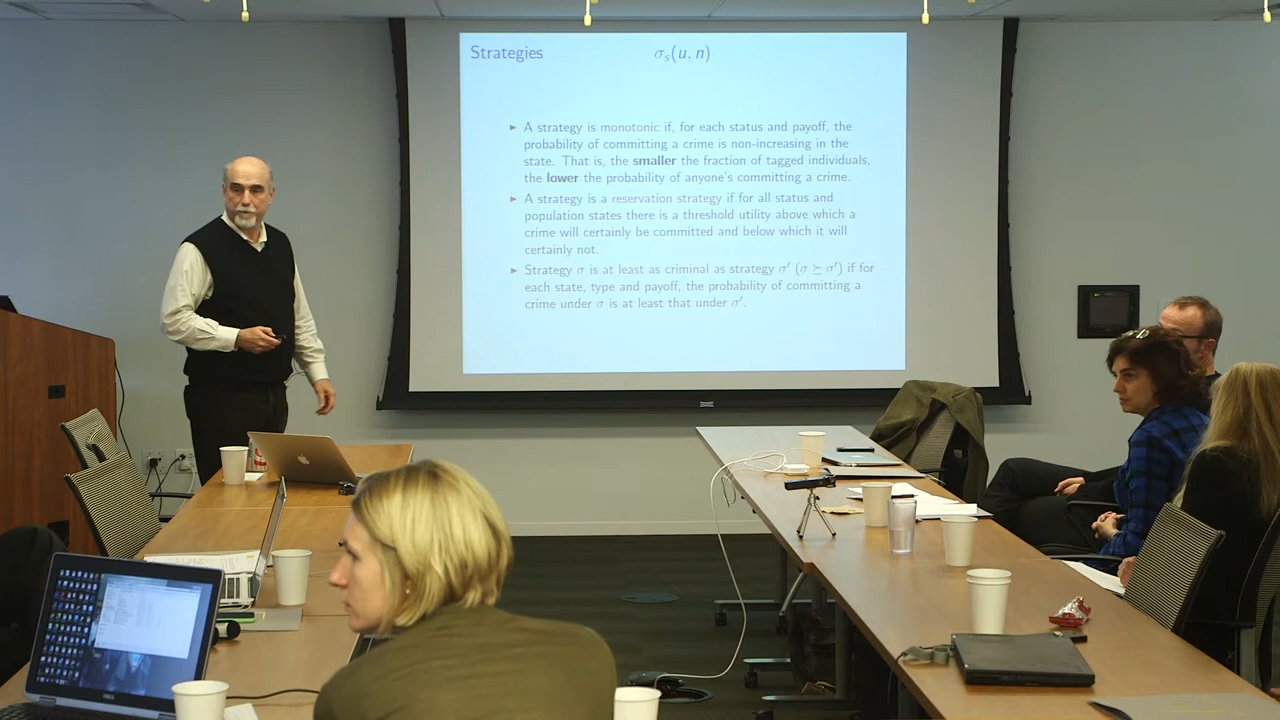 Strategies σₛ(u, n)
► A strategy is monotonic if, for each status and payoff, the
probability of committing a crime is non-increasing in the
state. That is, the smaller the fraction of tagged individuals,
the lower the probability of anyone's committing a crime.
► A strategy is a reservation strategy if for all status and
population states there is a threshold utility above which a
crime will certainly be committed and below which it will
certainly not.
► Strategy σ is at least as criminal as strategy σ′ (σ ⪰ σ′) if for
each state, type and payoff, the probability of committing a
crime under σ is at least that under σ′.
DELL